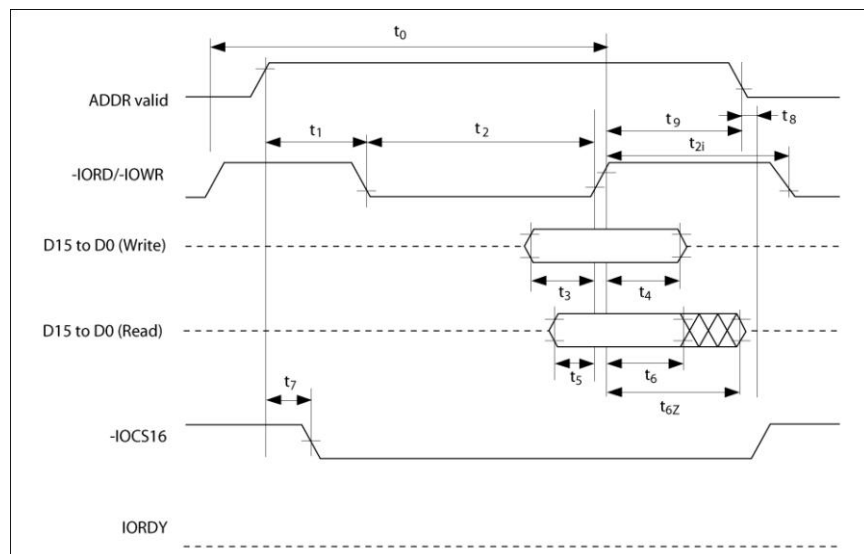 t0
ADDR valid
t9
t8
t1
t2
t2i
-IORD/-IOWR
D15 to D0 (Write)
t3
t4
D15 to D0 (Read)
t5
t6
t7
t6Z
-IOCS16
IORDY